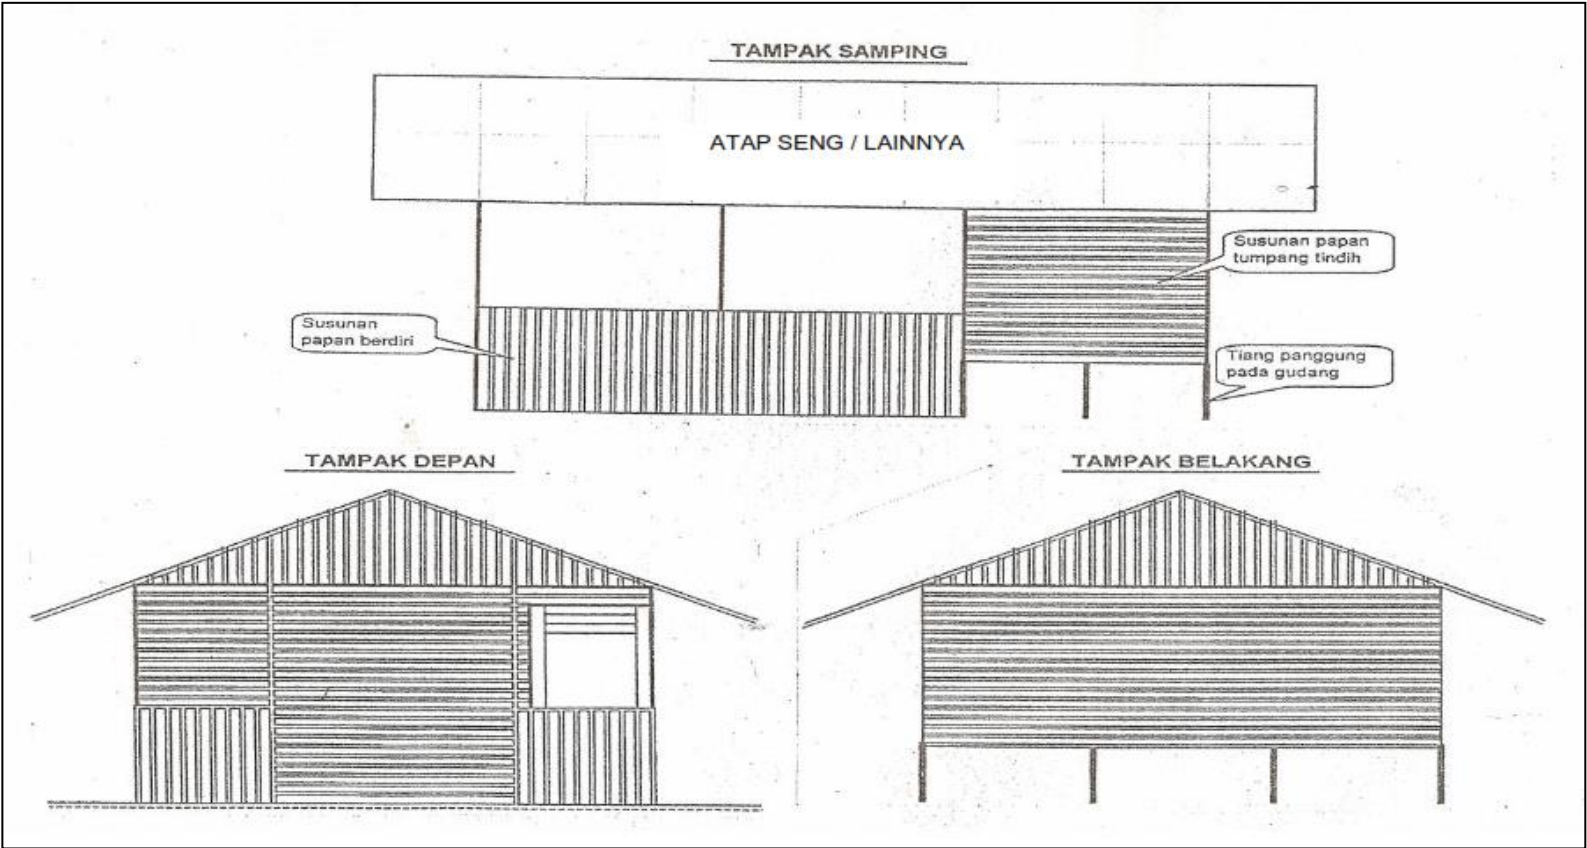 TAMPAK SAMPING
ATAP SENG / LAINNYA
Susunan papan
tumpang tindih
Susunan
papan berdiri
Tiang panggung
pada gudang
TAMPAK DEPAN
TAMPAK BELAKANG